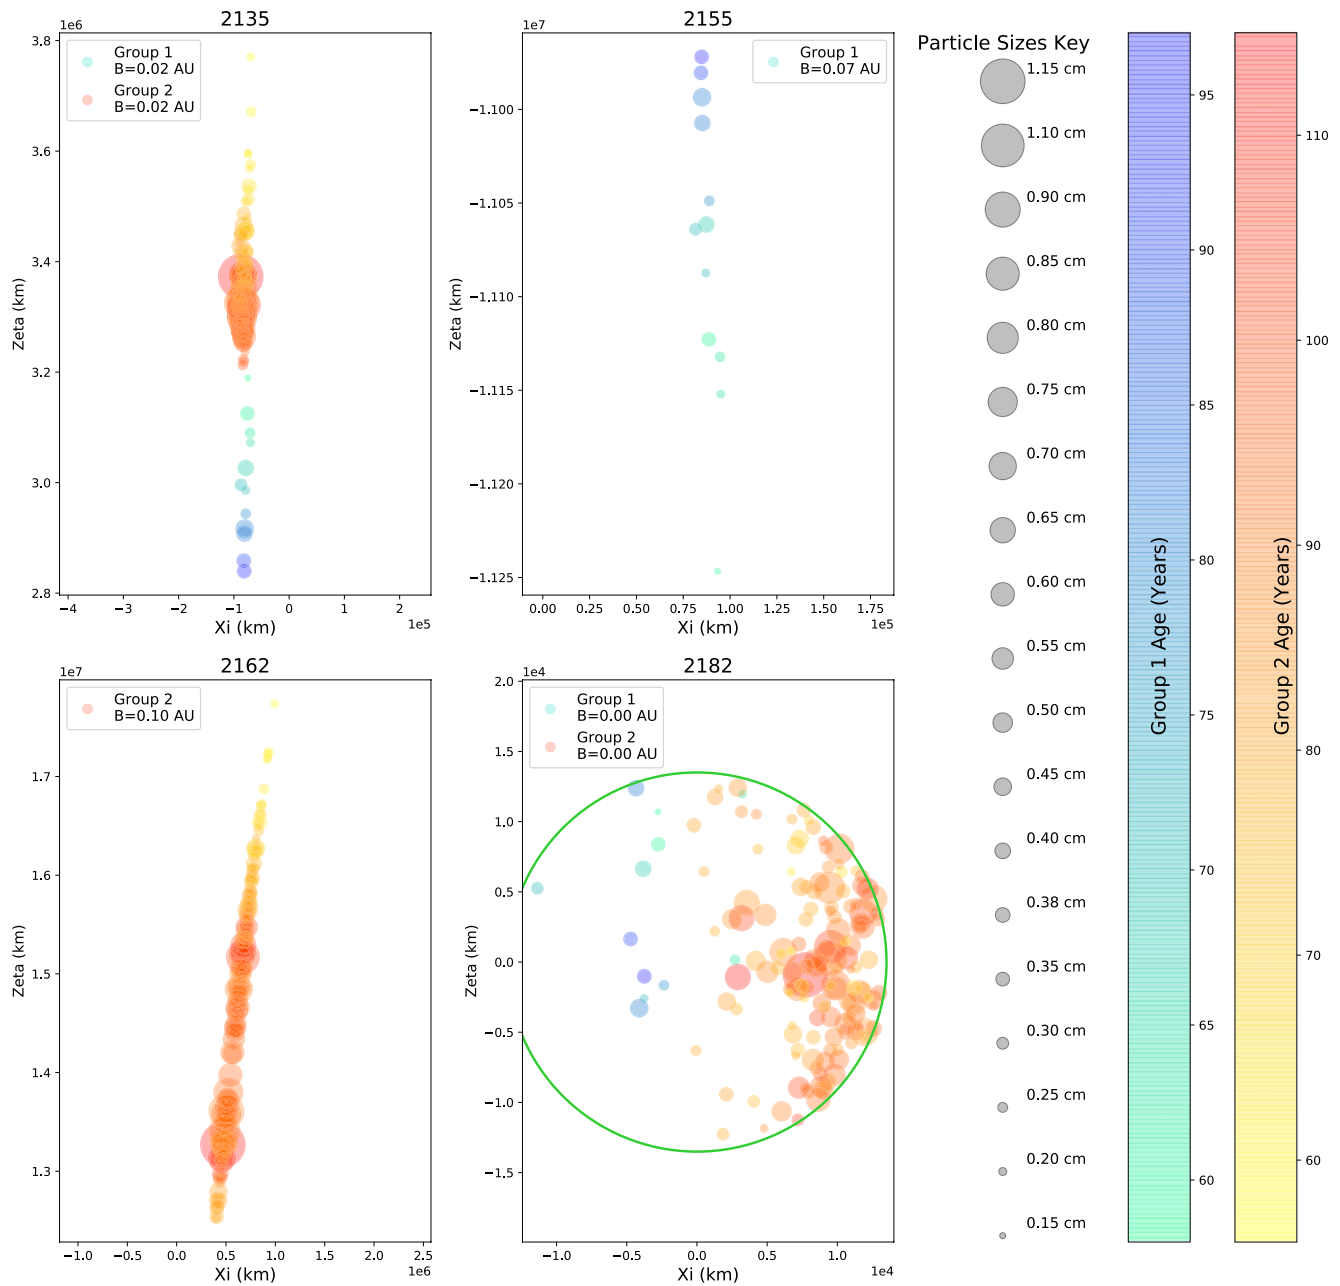 2135
1e6
3.8
3.6
3.4
3.2
3.0
2.8
Zeta (km)
Group 1
B=0.02 AU
Group 2
B=0.02 AU
−4
−3
−2
−1
0
1
2
1e5
Xi (km)
2155
1e7
−1.100
−1.105
−1.110
−1.115
−1.120
−1.125
Zeta (km)
Group 1
B=0.07 AU
0.00
0.25
0.50
0.75
1.00
1.25
1.50
1.75
1e5
Xi (km)
2162
1e7
1.7
1.6
1.5
1.4
1.3
Zeta (km)
Group 2
B=0.10 AU
−1.0
−0.5
0.0
0.5
1.0
1.5
2.0
2.5
1e6
Xi (km)
2182
1e4
2.0
1.5
1.0
0.5
0.0
−0.5
−1.0
−1.5
Zeta (km)
Group 1
B=0.00 AU
Group 2
B=0.00 AU
−1.0
−0.5
0.0
0.5
1.0
1e4
Xi (km)
Particle Sizes Key
1.15 cm
1.10 cm
0.90 cm
0.85 cm
0.80 cm
0.75 cm
0.70 cm
0.65 cm
0.60 cm
0.55 cm
0.50 cm
0.45 cm
0.40 cm
0.38 cm
0.35 cm
0.30 cm
0.25 cm
0.20 cm
0.15 cm
Group 1 Age (Years)
95
90
85
80
75
70
65
60
Group 2 Age (Years)
110
100
90
80
70
60